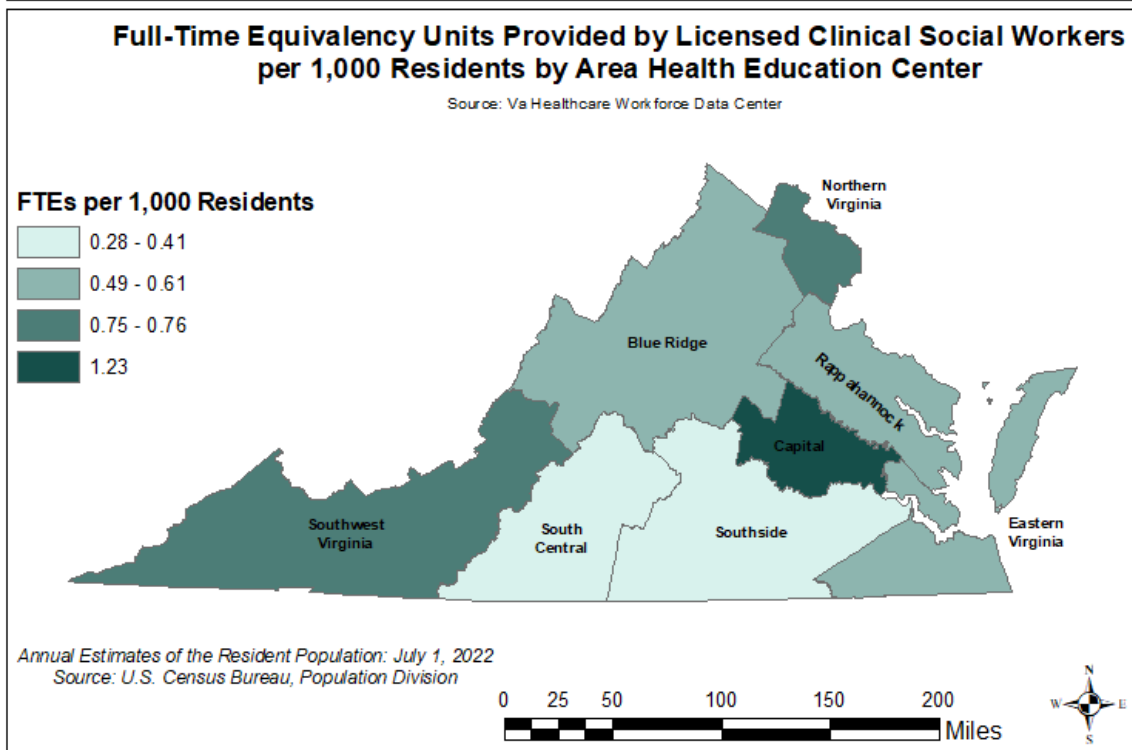 Full-Time Equivalency Units Provided by Licensed Clinical Social Workers
per 1,000 Residents by Area Health Education Center
Source: Va Healthcare Workforce Data Center
FTEs per 1,000 Residents
0.28 - 0.41
0.49 - 0.61
0.75 - 0.76
1.23
Northern
Virginia
Blue Ridge
Rappahannock
Capital
Southwest
Virginia
South
Central
Southside
Eastern
Virginia
Annual Estimates of the Resident Population: July 1, 2022
Source: U.S. Census Bureau, Population Division
0 25 50 100 150 200
Miles
N
W E
S